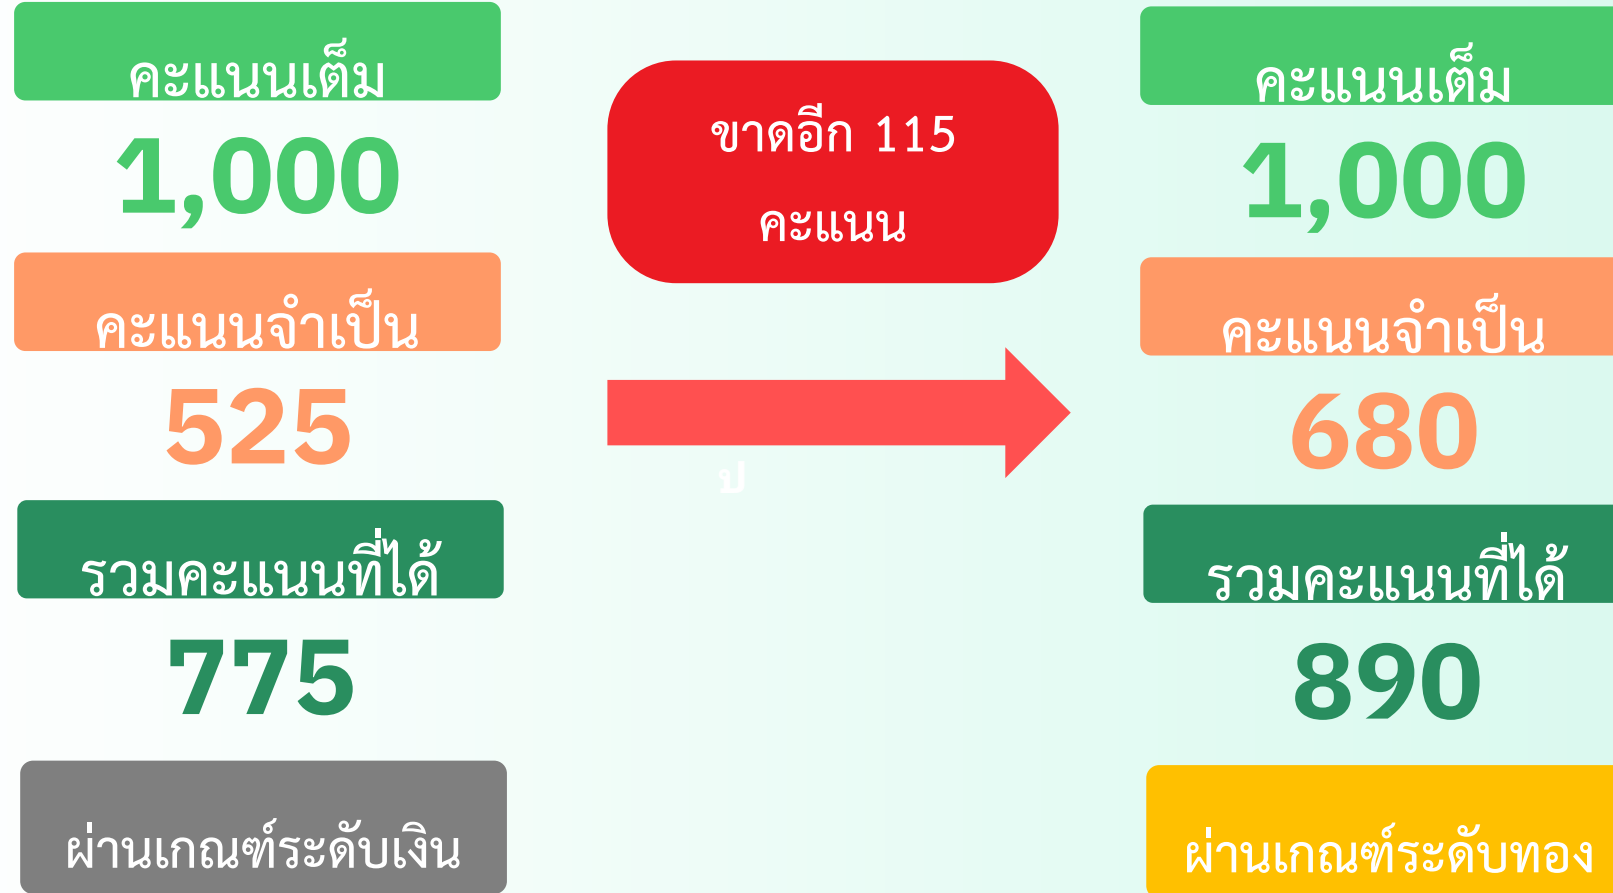 คะแนนเต็ม
1,000
คะแนนจำเป็น
525
รวมคะแนนที่ได้
775
ผ่านเกณฑ์ระดับเงิน
ขาดอีก 115
คะแนน
ป
คะแนนเต็ม
1,000
คะแนนจำเป็น
680
รวมคะแนนที่ได้
890
ผ่านเกณฑ์ระดับทอง